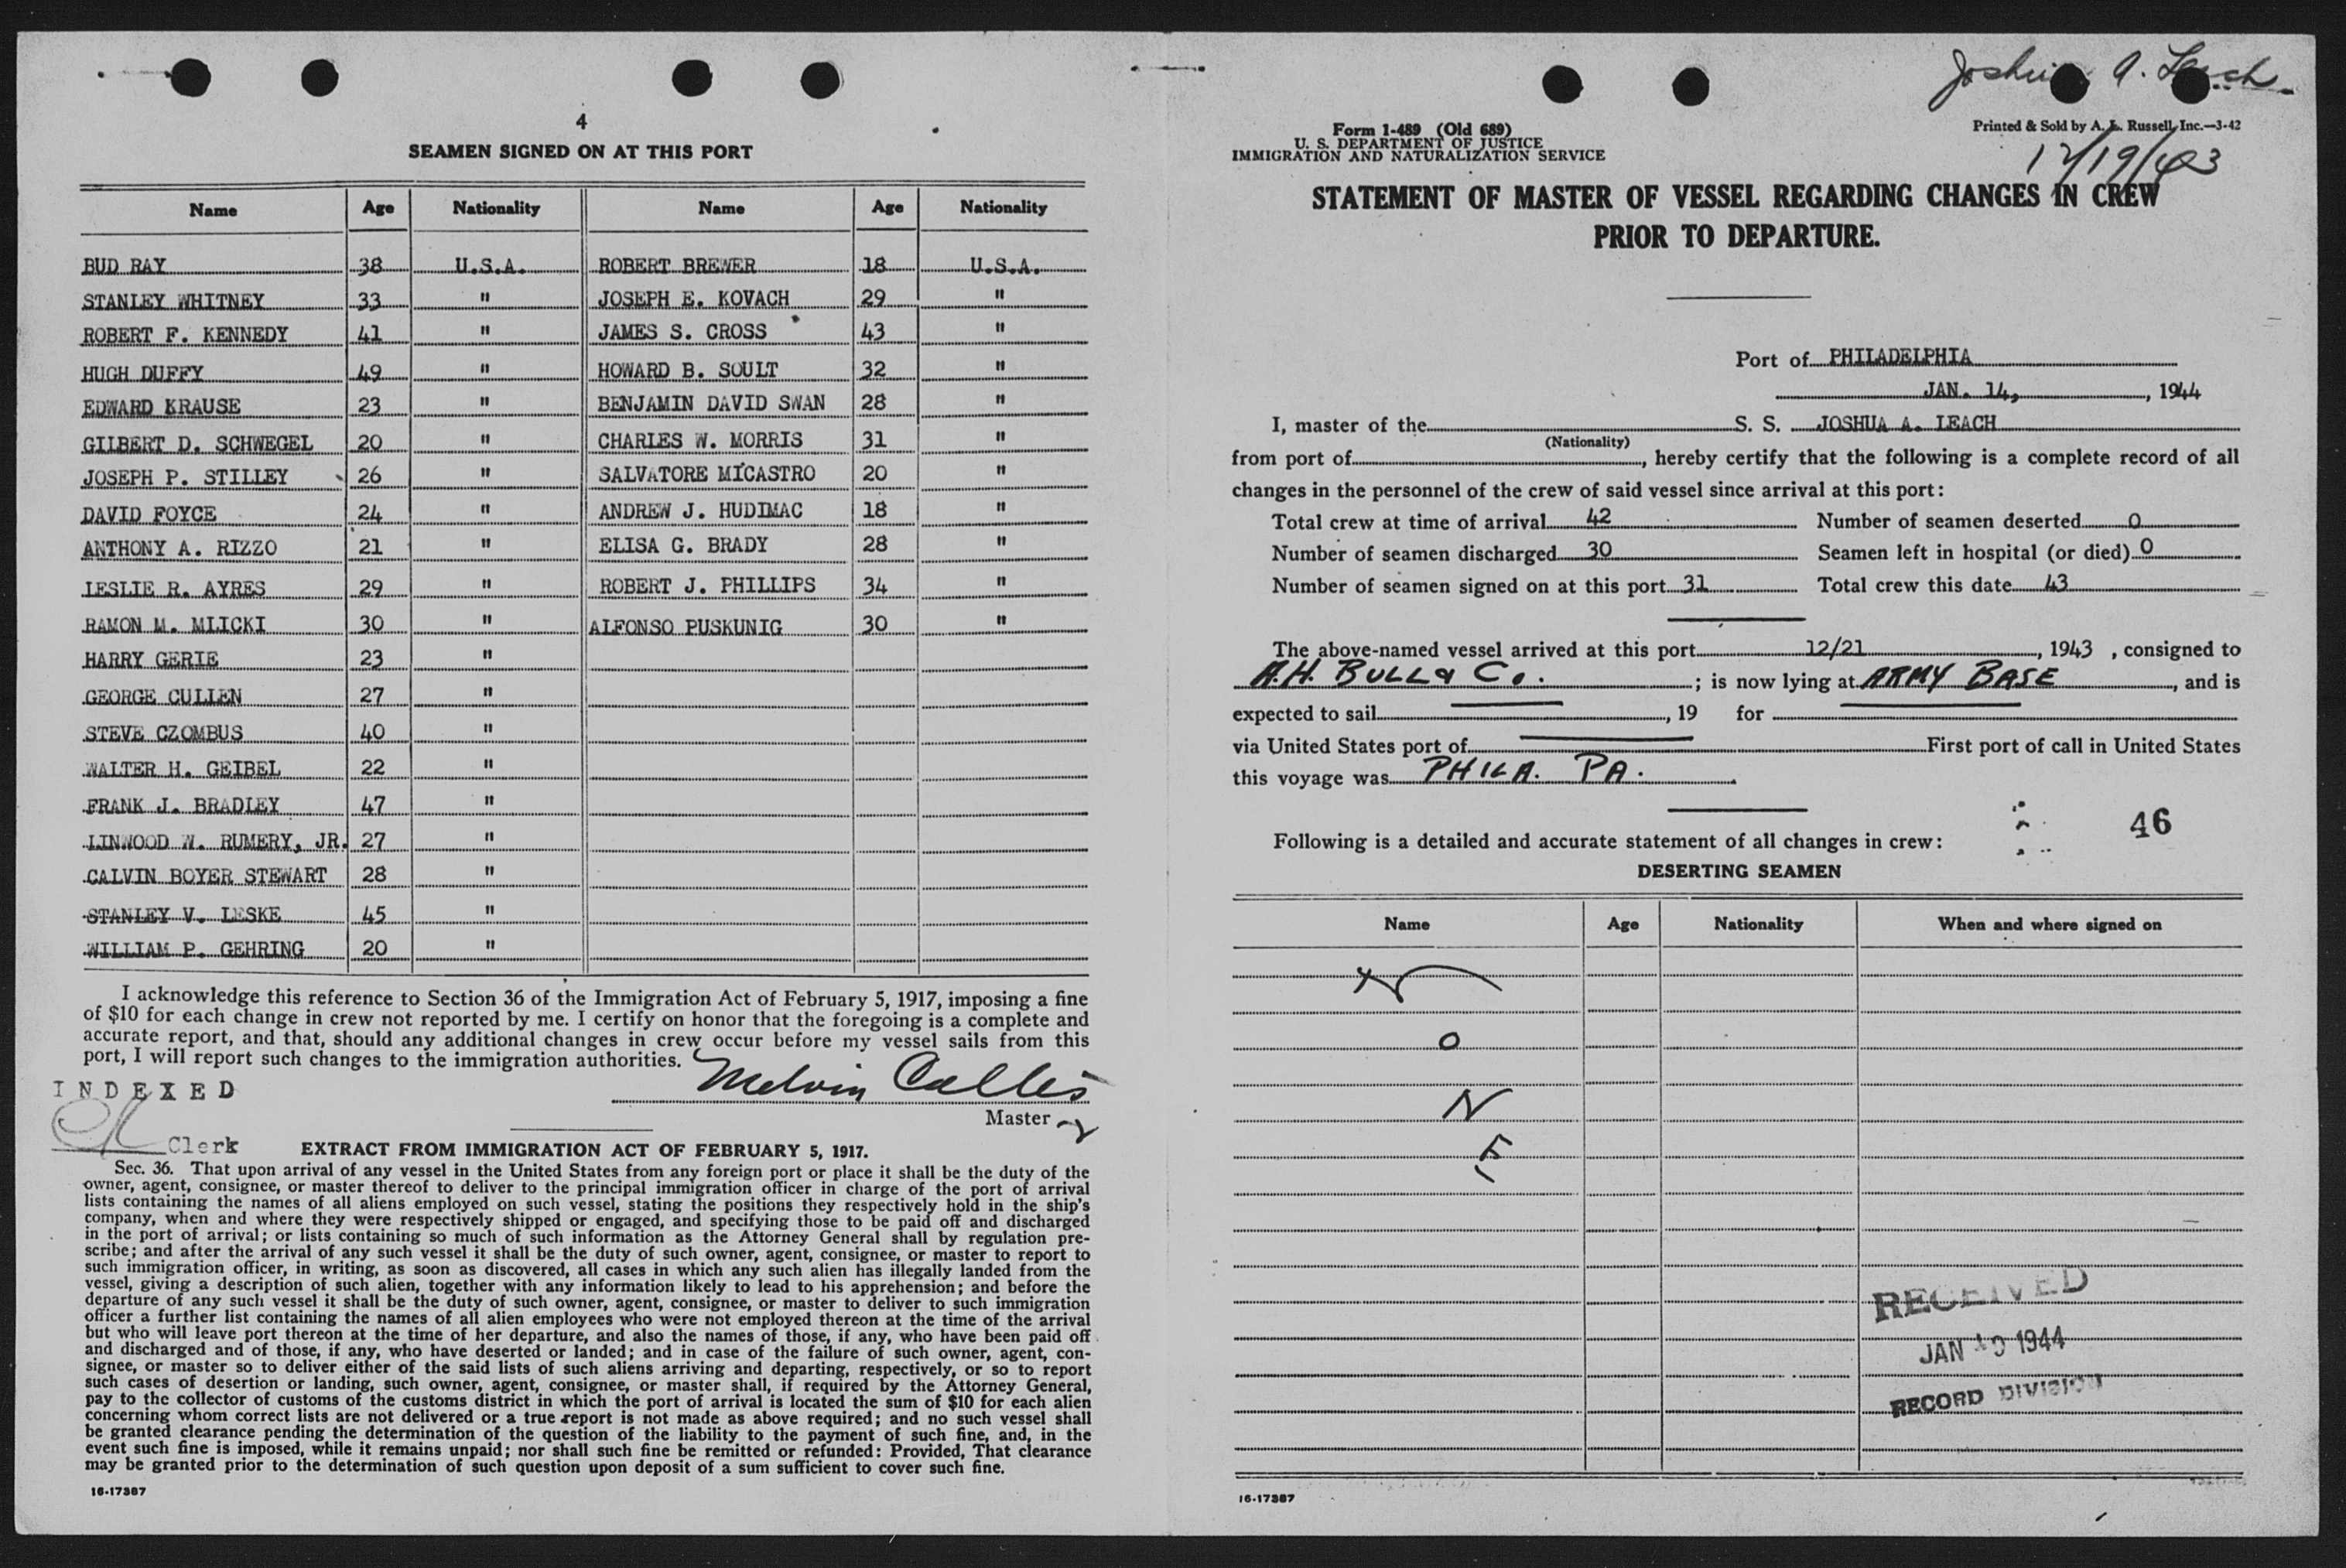 4
SEAMEN SIGNED ON AT THIS PORT
Name Age Nationality Name Age Nationality
BUD RAY 38 U.S.A. ROBERT BREWER 18 U.S.A.
STANLEY WHITNEY 33 " JOSEPH E. KOVACH 29 "
ROBERT F. KENNEDY 41 " JAMES S. CROSS 43 "
HUGH DUFFY 49 " HOWARD B. SOULT 32 "
EDWARD KRAUSE 23 " BENJAMIN DAVID SWAN 28 "
GILBERT D. SCHWEGEL 20 " CHARLES W. MORRIS 31 "
JOSEPH P. STILLEY 26 " SALVATORE MICASTRO 20 "
DAVID FOYCE 24 " ANDREW J. HUDIMAC 18 "
ANTHONY A. RIZZO 21 " ELISA G. BRADY 28 "
LESLIE R. AYRES 29 " ROBERT J. PHILLIPS 34 "
RAMON M. MLICKI 30 " ALFONSO PUSKUNIG 30 "
HARRY GERIE 23 "
GEORGE CULLEN 27 "
STEVE CZOMBUS 40 "
WALTER H. GEIBEL 22 "
FRANK J. BRADLEY 47 "
LINWOOD W. RUMERY, JR. 27 "
CALVIN BOYER STEWART 28 "
STANLEY V. LESKE 45 "
WILLIAM P. GEHRING 20 "
I acknowledge this reference to Section 36 of the Immigration Act of February 5, 1917, imposing a fine
of $10 for each change in crew not reported by me. I certify on honor that the foregoing is a complete and
accurate report, and that, should any additional changes in crew occur before my vessel sails from this
port, I will report such changes to the immigration authorities.
Melvin
INDEXED
Master
Clerk
EXTRACT FROM IMMIGRATION ACT OF FEBRUARY 5, 1917.
Sec. 36. That upon arrival of any vessel in the United States from any foreign port or place it shall be the duty of the
owner, agent, consignee, or master thereof to deliver to the principal immigration officer in charge of the port of arrival
lists containing the names of all aliens employed on such vessel, stating the positions they respectively hold in the ship's
company, when and where they were respectively shipped or engaged, and specifying those to be paid off and discharged
in the port of arrival; or lists containing so much of such information as the Attorney General shall by regulation pre-
scribe; and after the arrival of any such vessel it shall be the duty of such owner, agent, consignee, or master to report to
such immigration officer, in writing, as soon as discovered, all cases in which any such alien has illegally landed from the
vessel, giving a description of such alien, together with any information likely to lead to his apprehension; and before the
departure of any such vessel it shall be the duty of such owner, agent, consignee, or master to deliver to such immigration
officer a further list containing the names of all alien employees who were not employed thereon at the time of the arrival
but who will leave port thereon at the time of her departure, and also the names of those, if any, who have been paid off
and discharged and of those, if any, who have deserted or landed; and in case of the failure of such owner, agent, con-
signee, or master so to deliver either of the said lists of such aliens arriving and departing, respectively, or so to report
such cases of desertion or landing, such owner, agent, consignee, or master shall, if required by the Attorney General,
pay to the collector of customs of the customs district in which the port of arrival is located the sum of $10 for each alien
concerning whom correct lists are not delivered or a true report is not made as above required; and no such vessel shall
be granted clearance pending the determination of the question of the liability to the payment of such fine, and, in the
event such fine is imposed, while it remains unpaid; nor shall such fine be remitted or refunded: Provided, That clearance
may be granted prior to the determination of such question upon deposit of a sum sufficient to cover such fine.
16-17387
Joshua A. Leach
Form 1-489 (Old 689)
U. S. DEPARTMENT OF JUSTICE
IMMIGRATION AND NATURALIZATION SERVICE
Printed & Sold by A. L. Russell, Inc.—3-42
12/19/43
STATEMENT OF MASTER OF VESSEL REGARDING CHANGES IN CREW
PRIOR TO DEPARTURE.
Port of PHILADELPHIA
JAN. 14, , 1944
I, master of the S. S. JOSHUA A. LEACH
(Nationality)
from port of , hereby certify that the following is a complete record of all
changes in the personnel of the crew of said vessel since arrival at this port:
Total crew at time of arrival 42 Number of seamen deserted 0
Number of seamen discharged 30 Seamen left in hospital (or died) 0
Number of seamen signed on at this port 31 Total crew this date 43
The above-named vessel arrived at this port 12/21 , 1943 , consigned to
A.H. BULL & Co. ; is now lying at ARMY BASE , and is
expected to sail , 19 for
via United States port of First port of call in United States
this voyage was PHILA. PA.
46
Following is a detailed and accurate statement of all changes in crew:
DESERTING SEAMEN
Name Age Nationality When and where signed on
N
O
N
E
RECEIVED
JAN 1944
RECORD DIVISION
16-17387